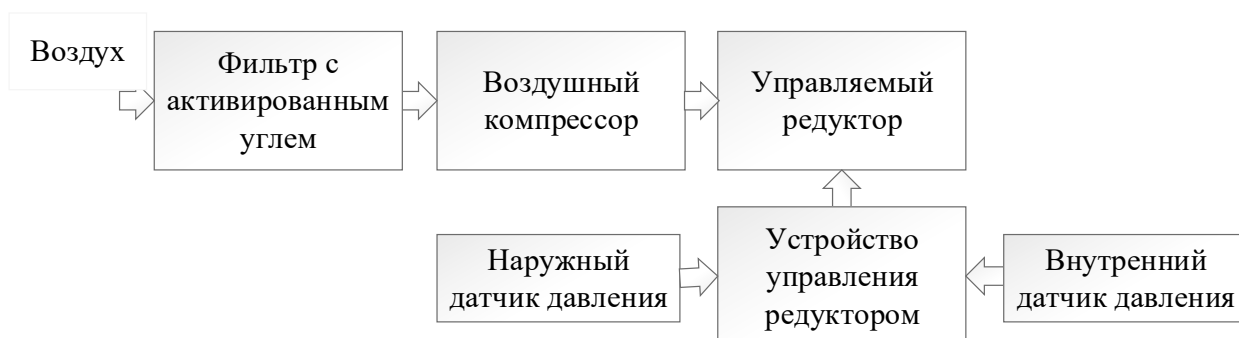 Воздух
Фильтр с
активированным
углем
Воздушный
компрессор
Управляемый
редуктор
Наружный
датчик давления
Устройство
управления
редуктором
Внутренний
датчик давления